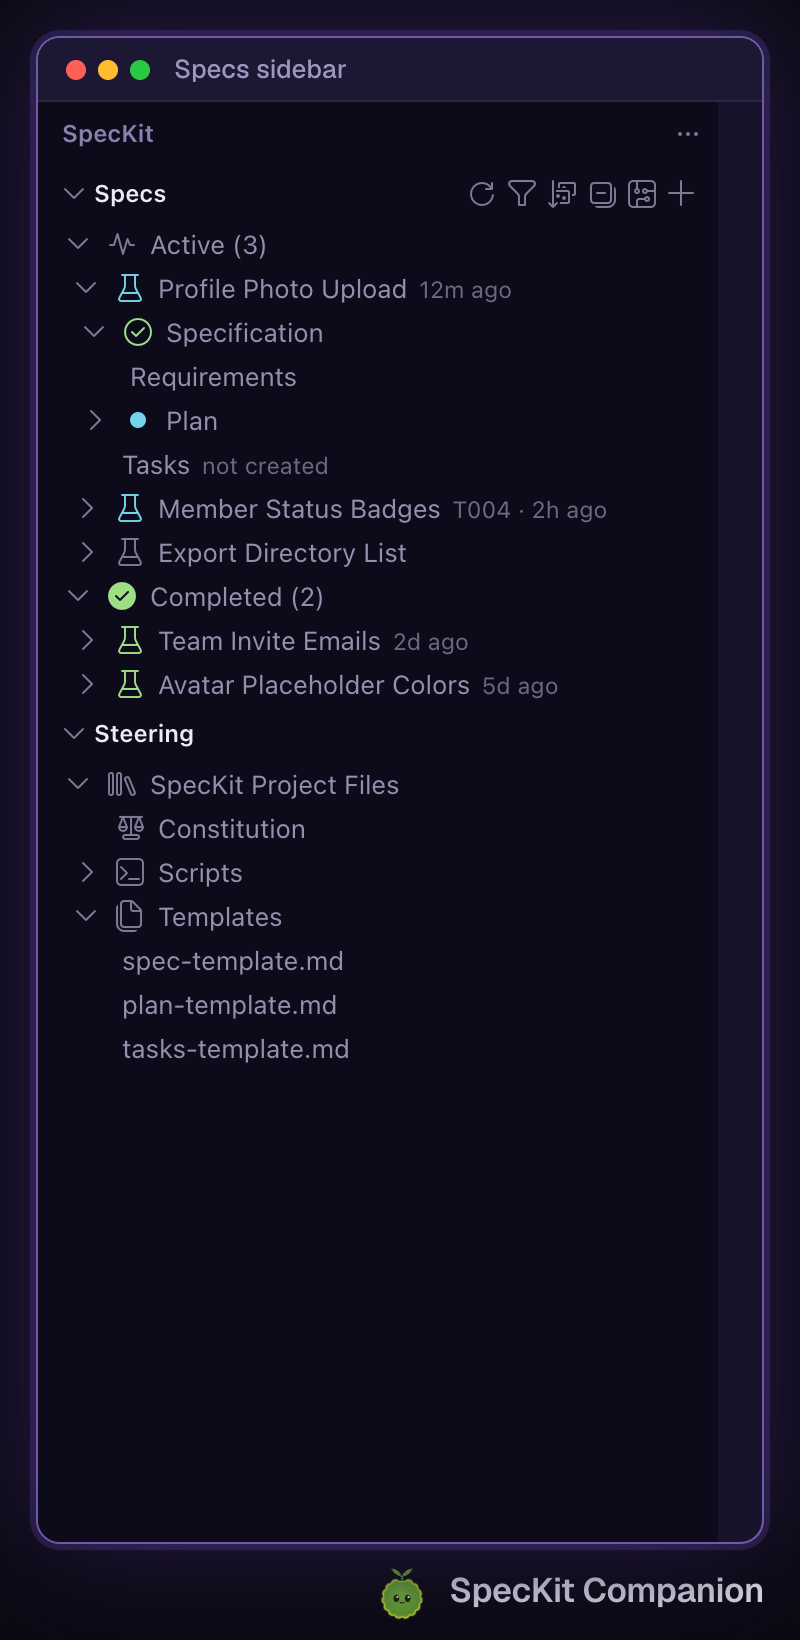 Specs sidebar
SpecKit
Specs
Active (3)
Profile Photo Upload 12m ago
Specification
Requirements
Plan
Tasks not created
Member Status Badges T004 · 2h ago
Export Directory List
Completed (2)
Team Invite Emails 2d ago
Avatar Placeholder Colors 5d ago
Steering
SpecKit Project Files
Constitution
Scripts
Templates
spec-template.md
plan-template.md
tasks-template.md
SpecKit Companion